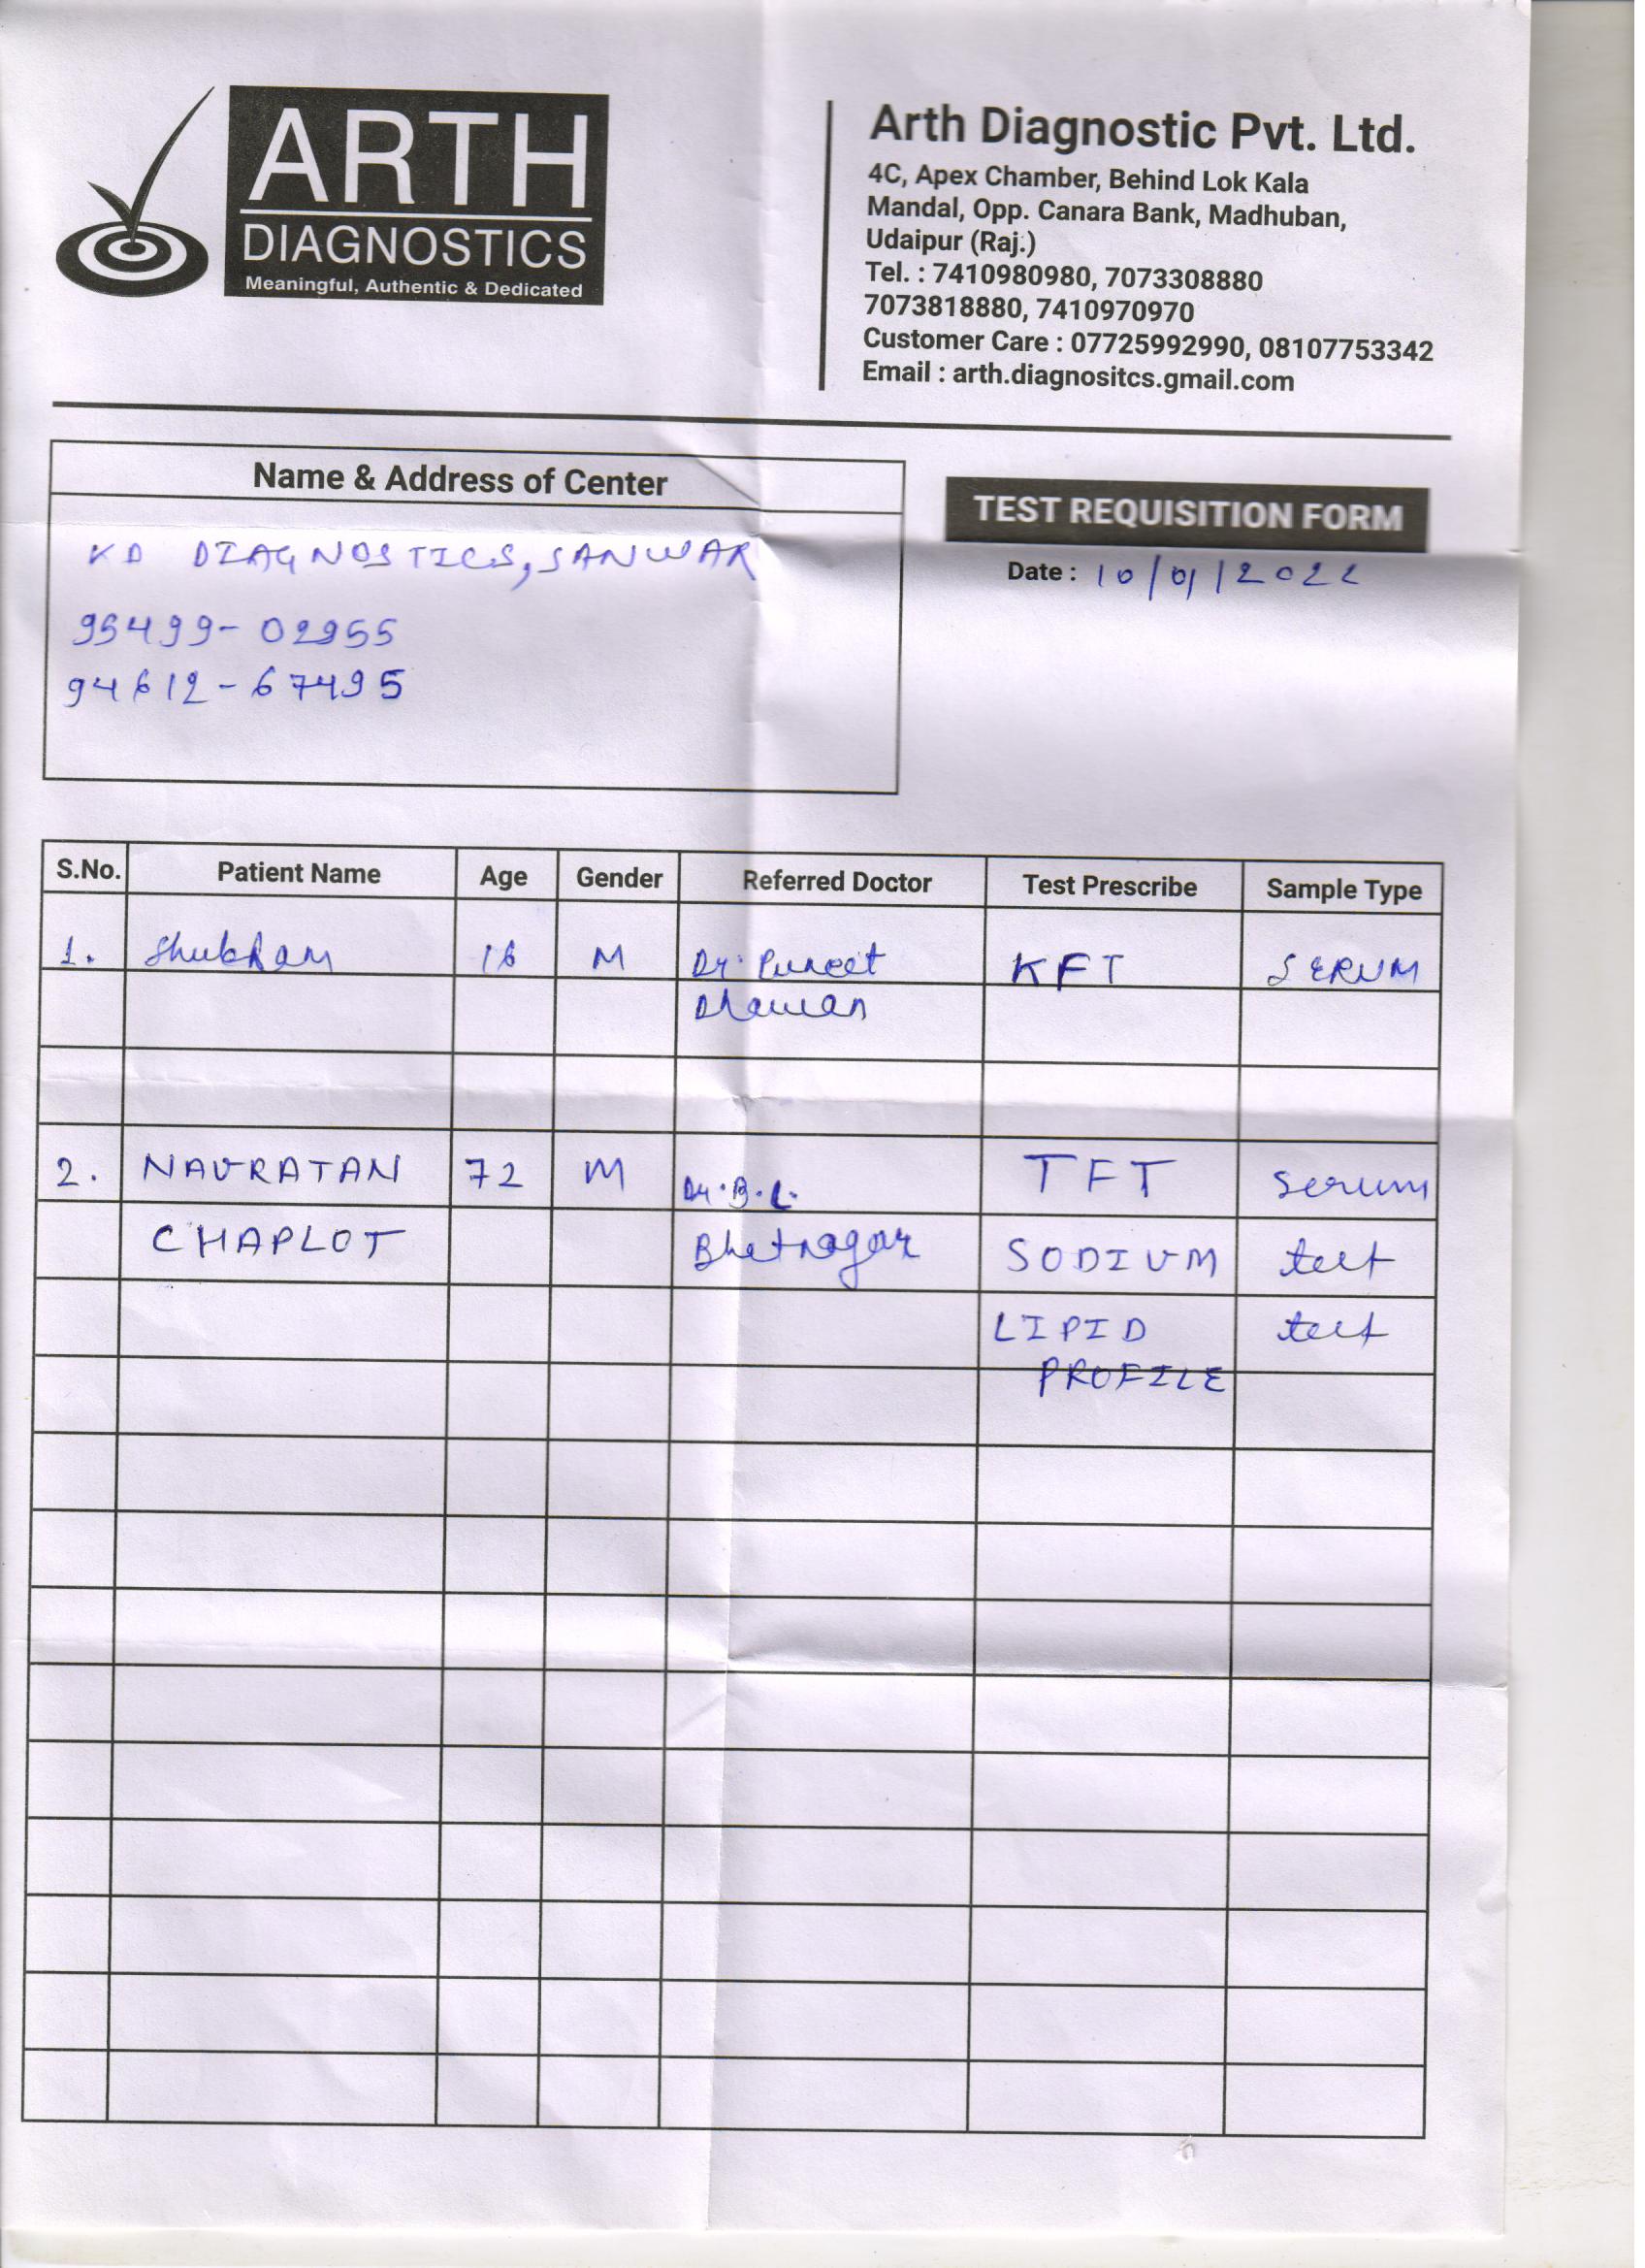 ARTH
DIAGNOSTICS
Meaningful, Authentic & Dedicated
Arth Diagnostic Pvt. Ltd.
4C, Apex Chamber, Behind Lok Kala
Mandal, Opp. Canara Bank, Madhuban,
Udaipur (Raj.)
Tel. : 7410980980, 7073308880
7073818880, 7410970970
Customer Care : 07725992990, 08107753342
Email : arth.diagnositcs.gmail.com
Name & Address of Center
KD DIAGNOSTICS, SANWAR
95499-02955
94612-67495
TEST REQUISITION FORM
Date : 10/01/2022
S.No. Patient Name Age Gender Referred Doctor Test Prescribe Sample Type
1. Shubham 16 M Dr. Puneet KFT SERUM
Dhawan
2. NAVRATAN 72 M Dr. B.L. TFT Serum
CHAPLOT Bhatnagar SODIUM
LIPID
PROFILE